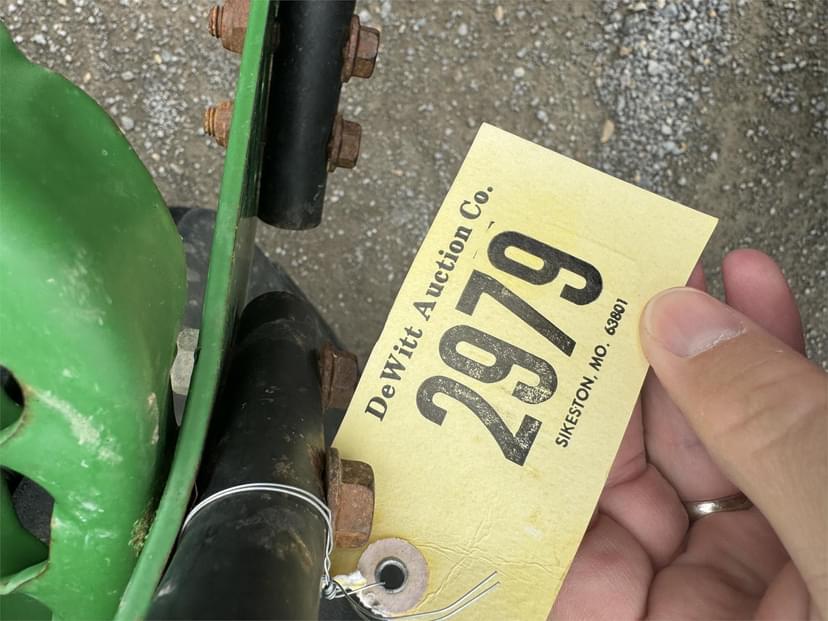 DeWitt Auction Co.
2979
SIKESTON, MO. 63801